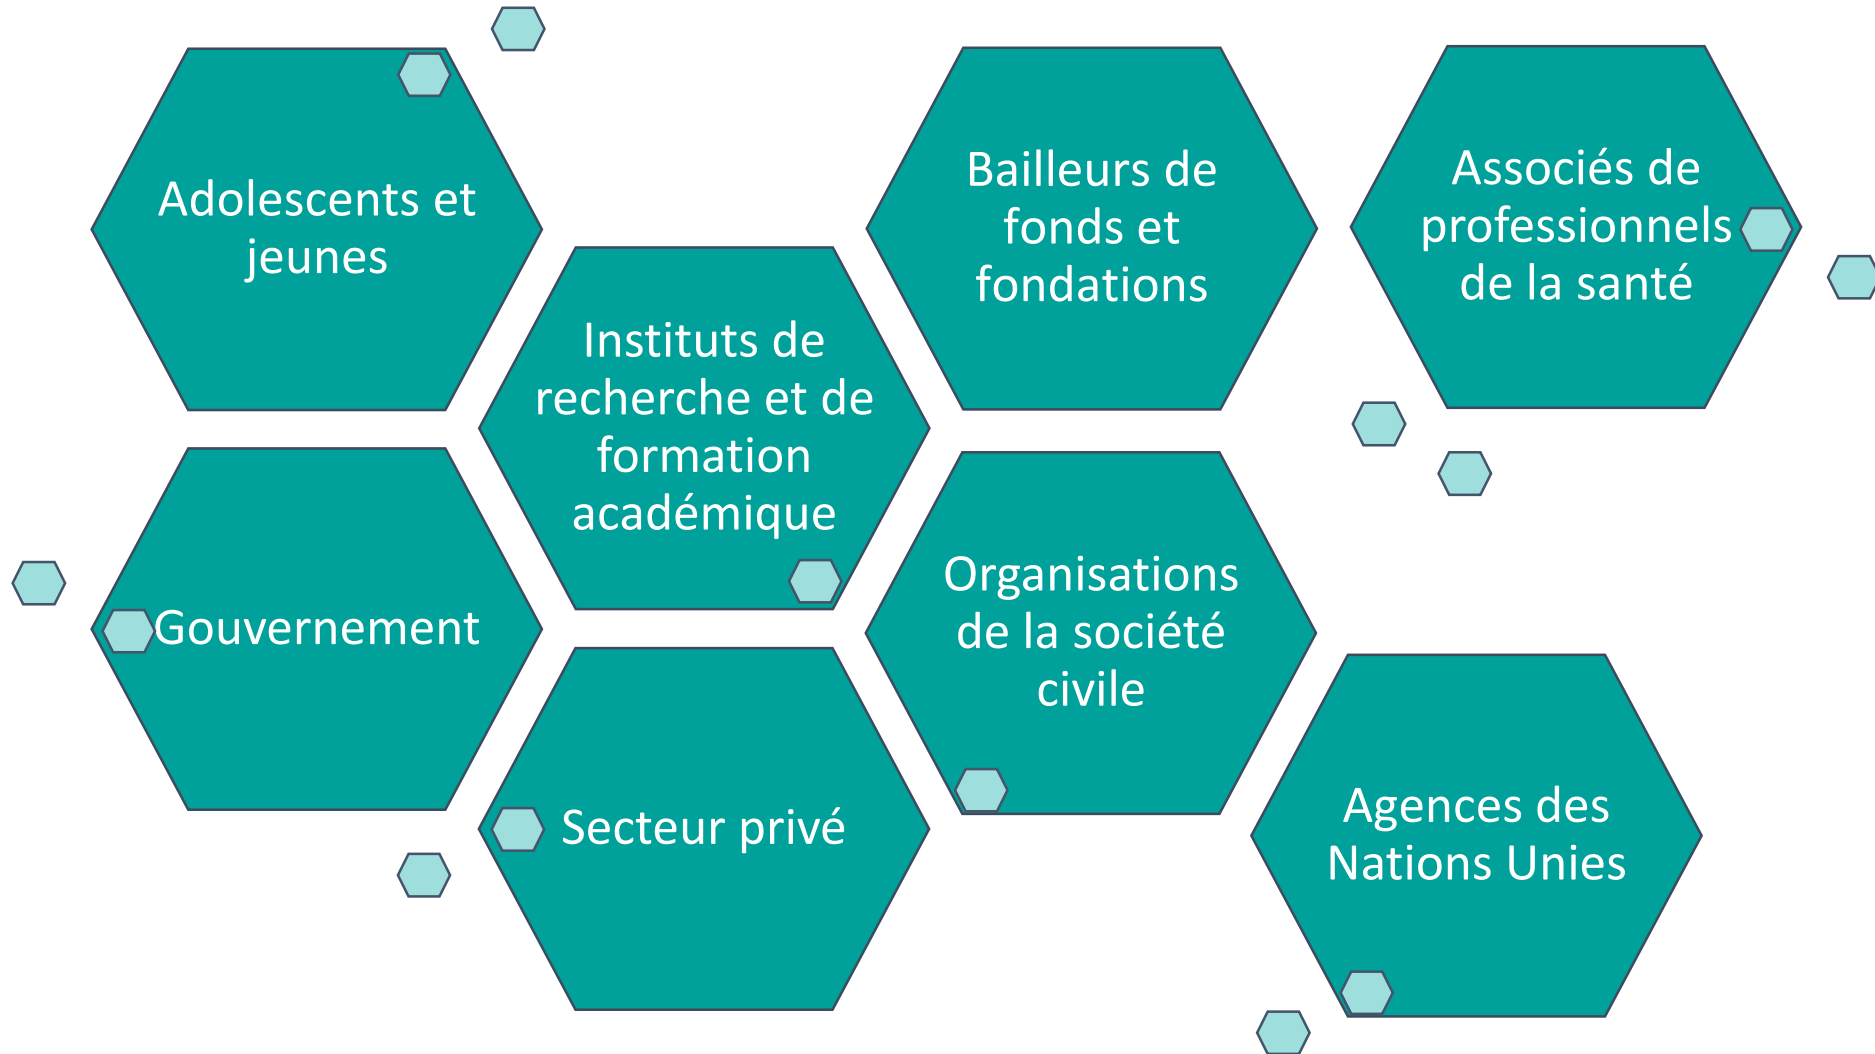 Adolescents et
jeunes
Bailleurs de
fonds et
fondations
Associés de
professionnels
de la santé
Instituts de
recherche et de
formation
académique
Gouvernement
Organisations
de la société
civile
Secteur privé
Agences des
Nations Unies